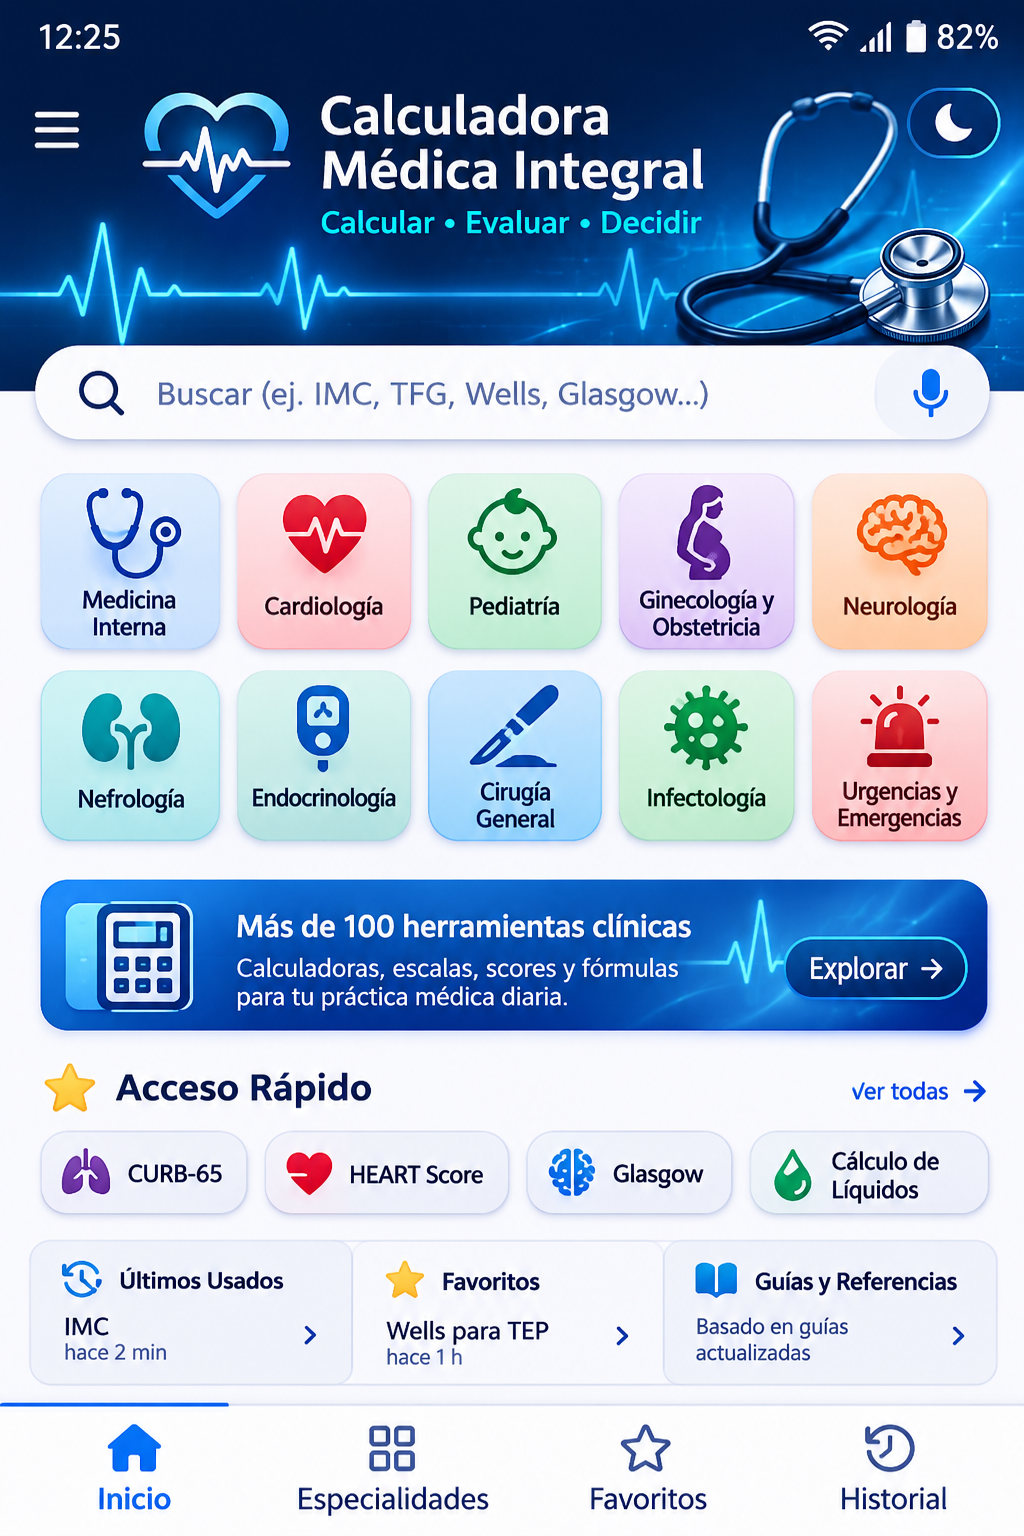 12:25
82%
Calculadora
Médica Integral
Calcular • Evaluar • Decidir
Buscar (ej. IMC, TFG, Wells, Glasgow...)
Medicina
Interna
Cardiología
Pediatría
Ginecología y
Obstetricia
Neurología
Nefrología
Endocrinología
Cirugía
General
Infectología
Urgencias y
Emergencias
Más de 100 herramientas clínicas
Calculadoras, escalas, scores y fórmulas
para tu práctica médica diaria.
Explorar →
Acceso Rápido
Ver todas →
CURB-65
HEART Score
Glasgow
Cálculo de
Líquidos
Últimos Usados
IMC
hace 2 min
Favoritos
Wells para TEP
hace 1 h
Guías y Referencias
Basado en guías
actualizadas
Inicio
Especialidades
Favoritos
Historial